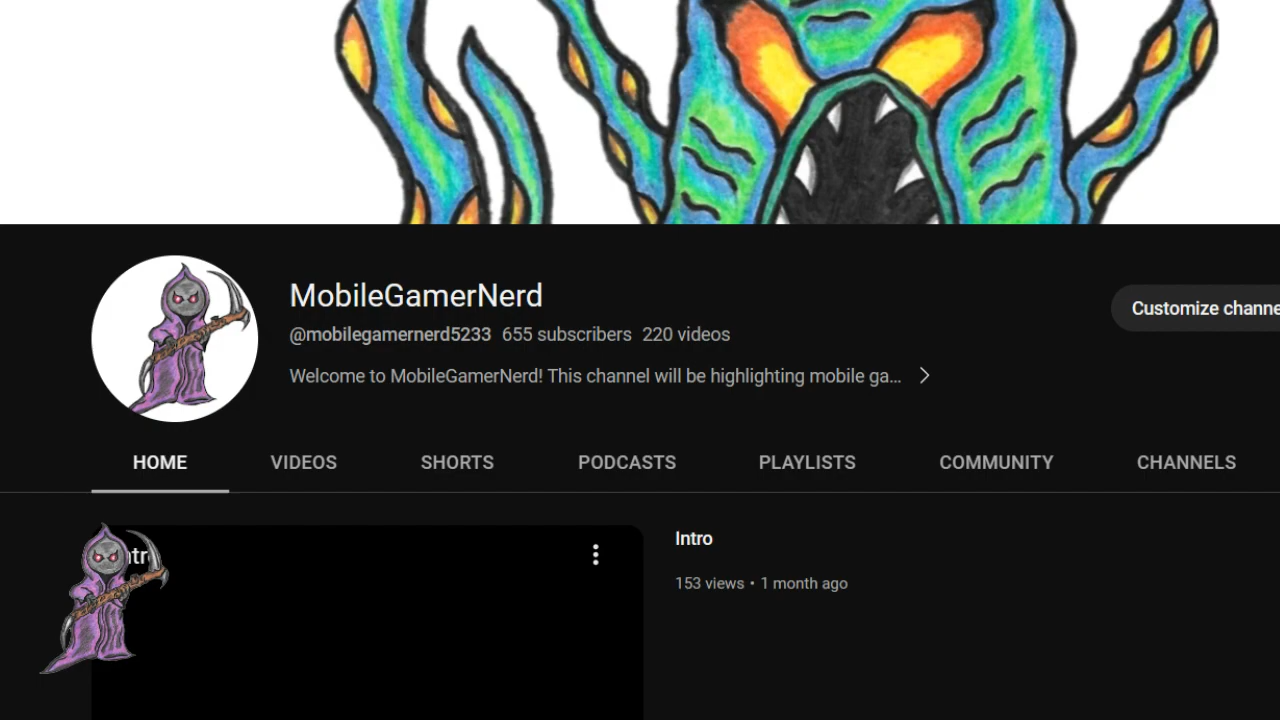 MobileGamerNerd
@mobilegamernerd5233 655 subscribers 220 videos
Customize channe
Welcome to MobileGamerNerd! This channel will be highlighting mobile ga...
HOME VIDEOS SHORTS PODCASTS PLAYLISTS COMMUNITY CHANNELS
Intro
153 views • 1 month ago